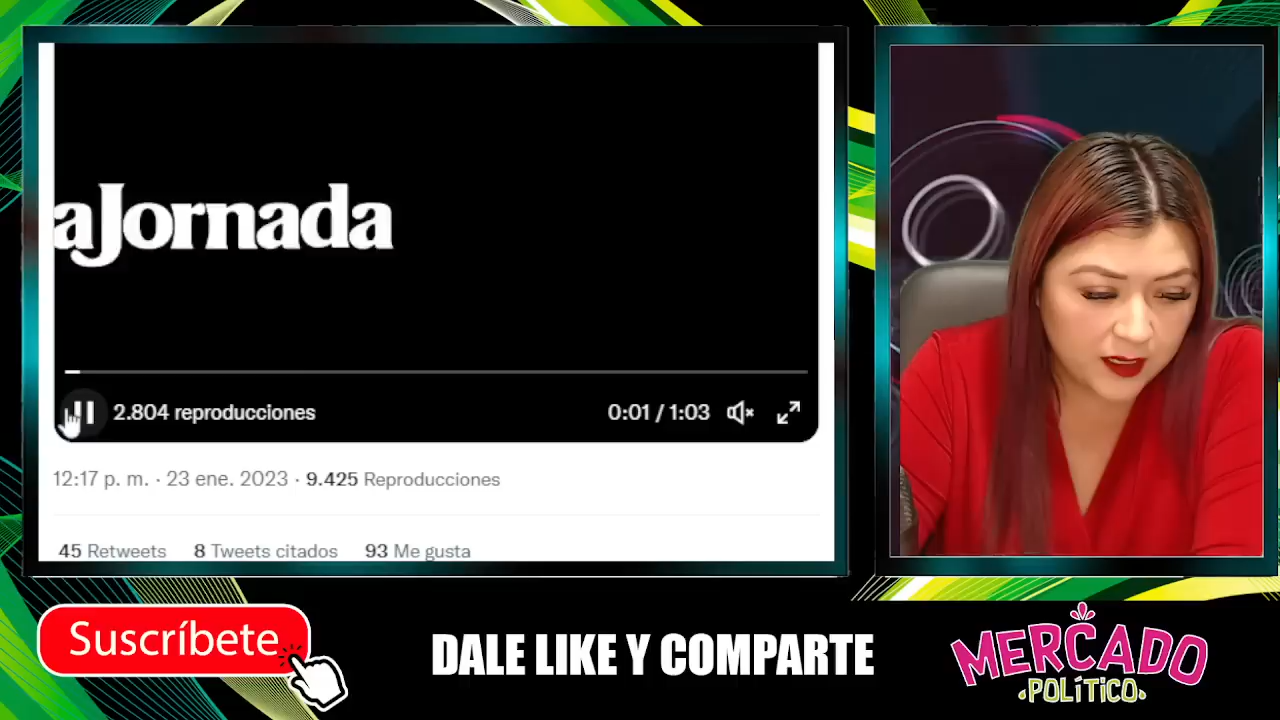 aJornada
2.804 reproducciones
0:01 / 1:03
12:17 p. m. · 23 ene. 2023 · 9.425 Reproducciones
45 Retweets 8 Tweets citados 93 Me gusta
Suscríbete
DALE LIKE Y COMPARTE
MERCADO
POLÍTICO